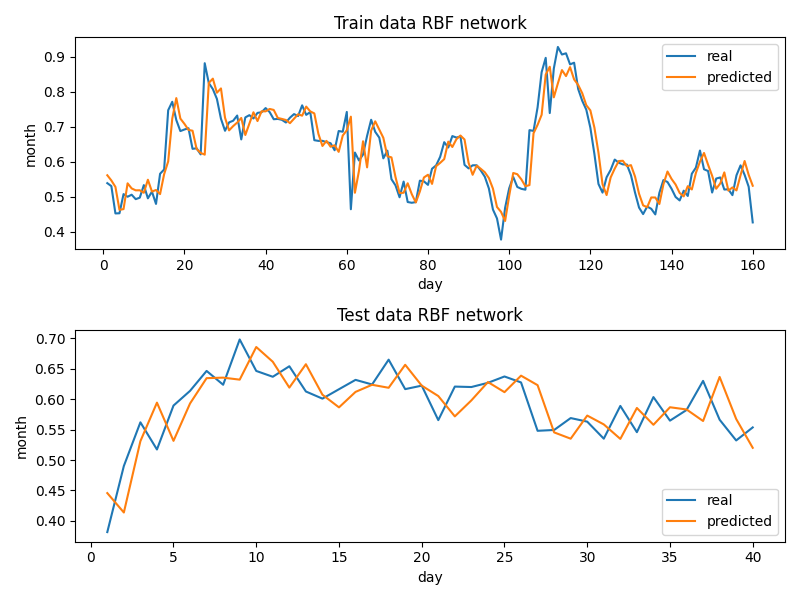 Train data RBF network
real
predicted
month
0.9
0.8
0.7
0.6
0.5
0.4
0 20 40 60 80 100 120 140 160
day
Test data RBF network
month
0.70
0.65
0.60
0.55
0.50
0.45
0.40
real
predicted
0 5 10 15 20 25 30 35 40
day